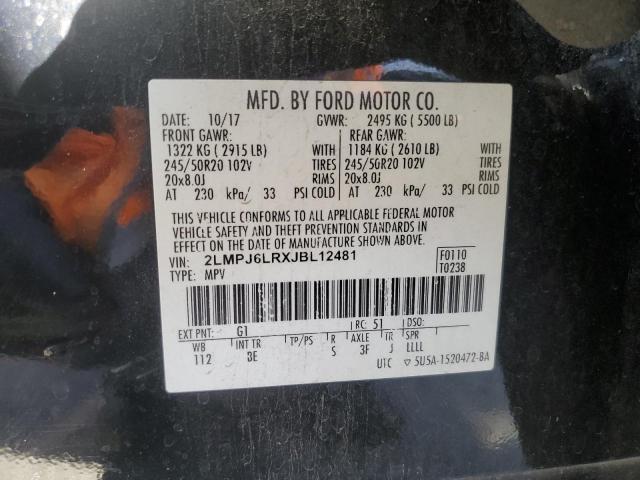 MFD. BY FORD MOTOR CO.
DATE: 10/17 GVWR: 2495 KG ( 5500 LB)
FRONT GAWR: REAR GAWR:
1322 KG ( 2915 LB) WITH 1184 KG ( 2610 LB) WITH
245/50R20 102V TIRES 245/50R20 102V TIRES
20x8.0J RIMS 20x8.0J RIMS
AT 230 kPa/ 33 PSI COLD AT 230 kPa/ 33 PSI COLD
THIS VEHICLE CONFORMS TO ALL APPLICABLE FEDERAL MOTOR
VEHICLE SAFETY AND THEFT PREVENTION STANDARDS IN EFFECT
ON THE DATE OF MANUFACTURE SHOWN ABOVE.
VIN: 2LMPJ6LRXJBL12481 F0110
TYPE: MPV T0238
EXT PNT: G1 RC: 51 DSO:
WB INT TR TP/PS R AXLE TR SPR
112 3E S 3F J LLLL
UTC 5U5A-1520472-BA